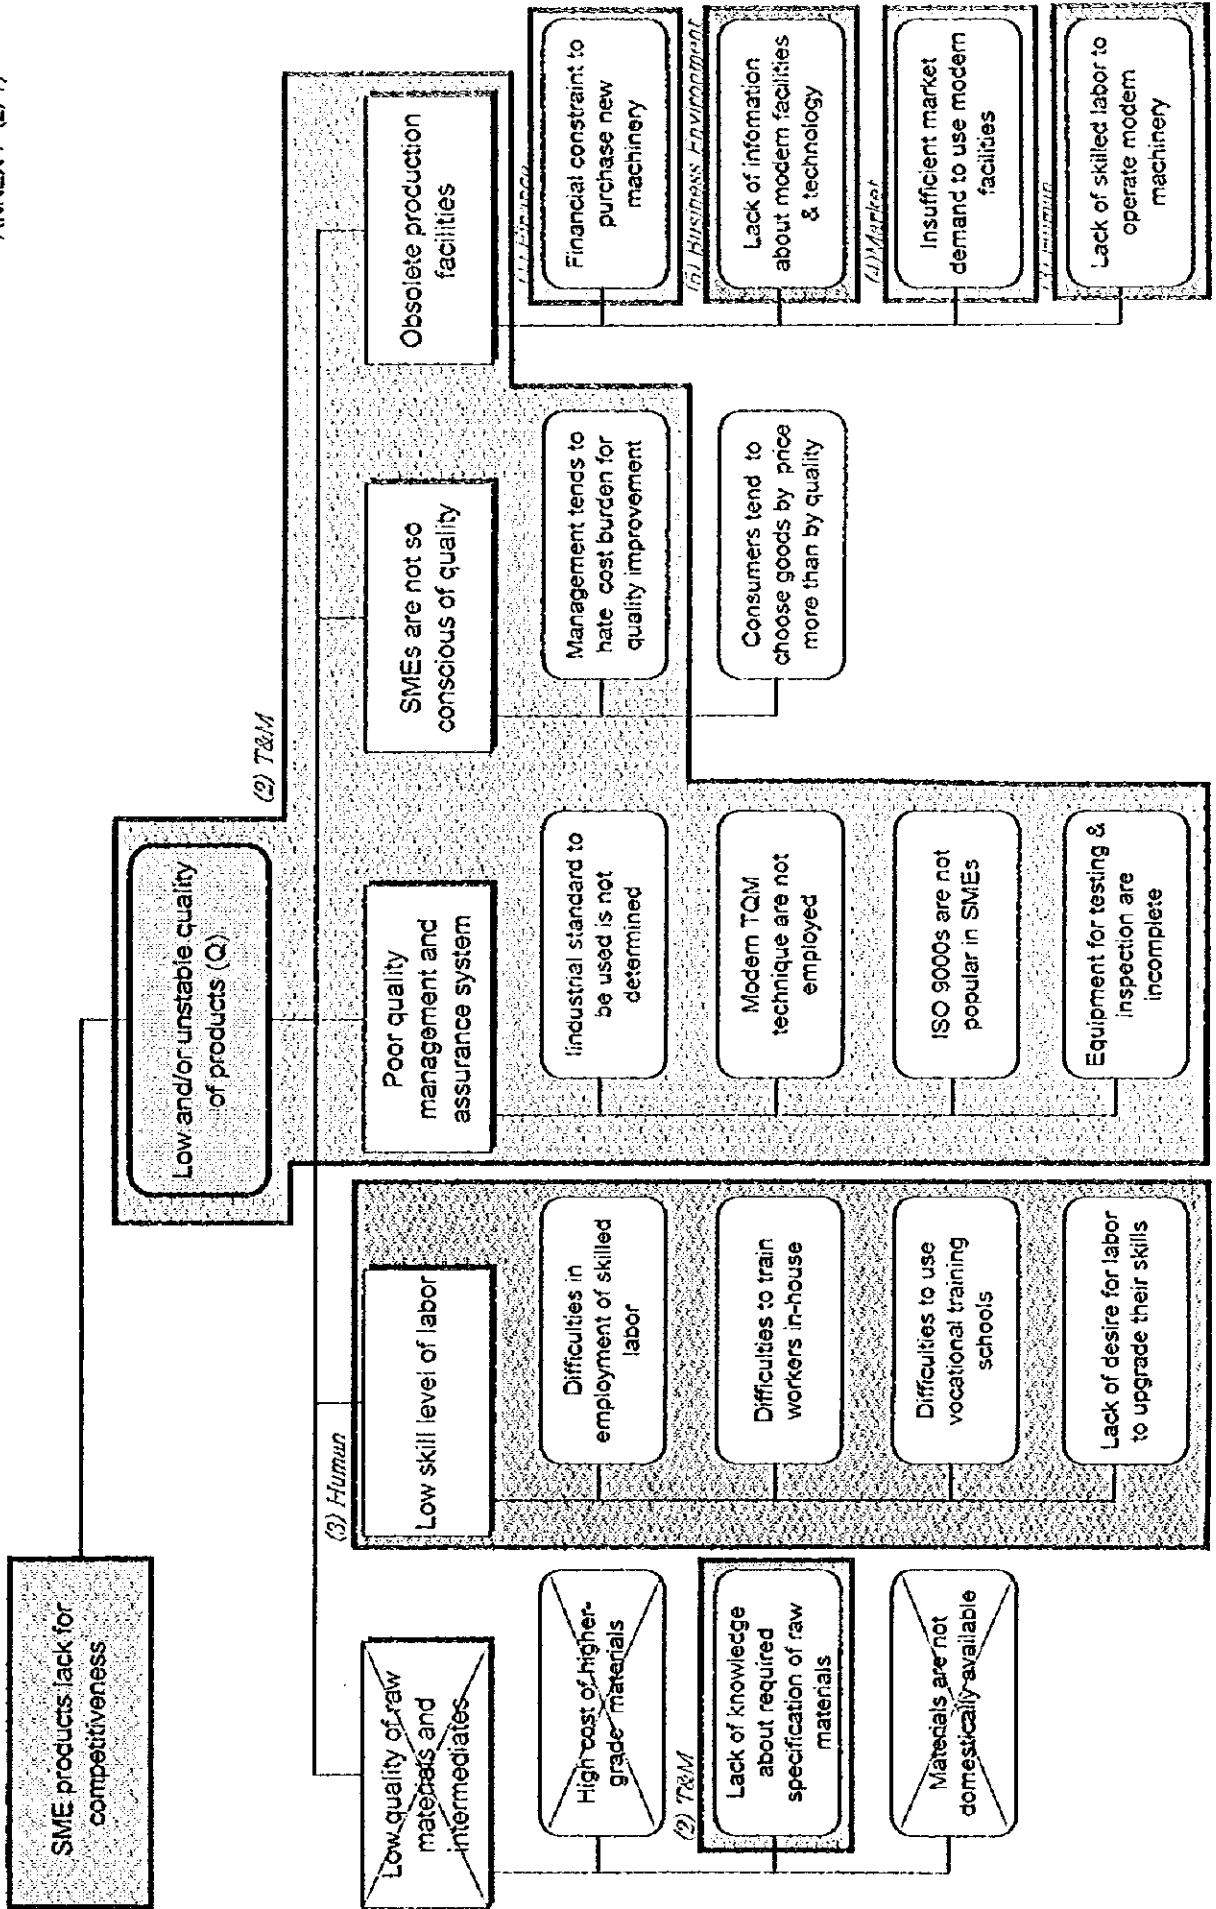 SME products lack for
competitiveness
Low and/or unstable quality
of products (Q)
(2) T&M
Low quality of raw
materials and
intermediates
High cost of higher-
grade materials
(2) T&M
Lack of knowledge
about required
specification of raw
materials
Materials are not
domestically available
(3) Human
Low skill level of labor
Difficulties in
employment of skilled
labor
Difficulties to train
workers in-house
Difficulties to use
vocational training
schools
Lack of desire for labor
to upgrade their skills
Poor quality
management and
assurance system
Iindustrial standard to
be used is not
determined
Modern TQM
technique are not
employed
ISO 9000s are not
popular in SMEs
Equipment for testing &
inspection are
incomplete
SMEs are not so
conscious of quality
Management tends to
hate cost burden for
quality improvement
Consumers tend to
choose goods by price
more than by quality
Obsolete production
facilities
Financial constraint to
purchase new
machinery
(5) Business Environment
Lack of infomation
about modern facilities
& technology
(4) Market
Insufficient market
demand to use modern
facilities
Lack of skilled labor to
operate modern
machinery